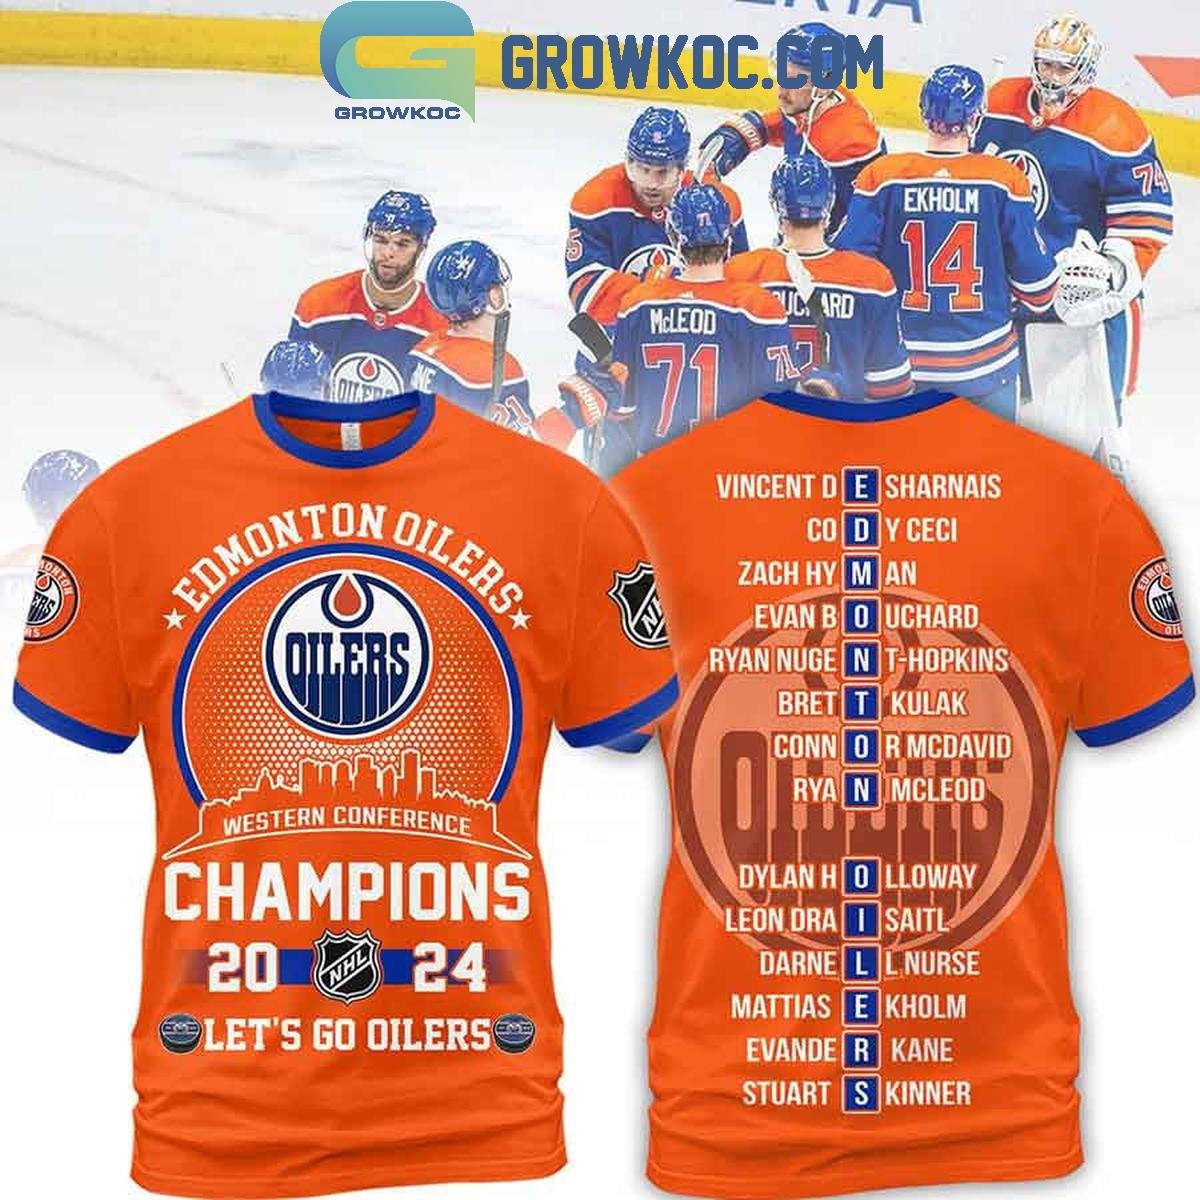 GROWKOC
GROWKOC.COM
EKHOLM
14
74
McLEOD
71
EDMONTON OILERS
OILERS
WESTERN CONFERENCE
CHAMPIONS
20 NHL 24
LET'S GO OILERS
VINCENT DESHARNAIS
CODY CECI
ZACH HYMAN
EVAN BOUCHARD
RYAN NUGENT-HOPKINS
BRETT KULAK
CONNOR MCDAVID
RYAN MCLEOD
DYLAN HOLLOWAY
LEON DRAISAITL
DARNELL NURSE
MATTIAS EKHOLM
EVANDER KANE
STUART SKINNER